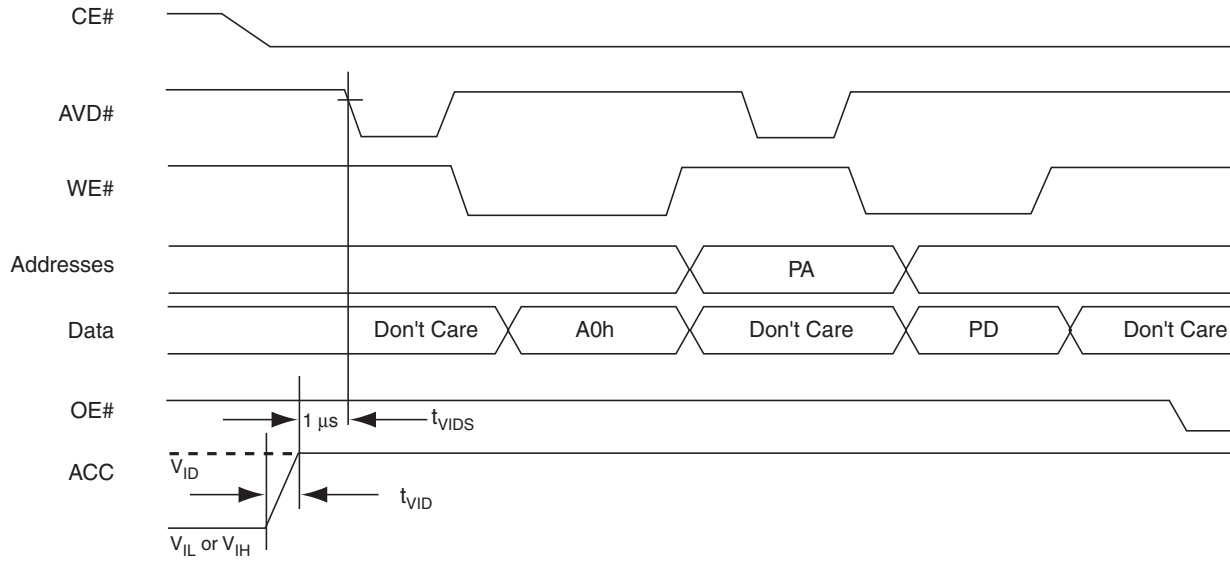 CE#
AVD#
WE#
Addresses
PA
Data
Don't Care
A0h
Don't Care
PD
Don't Care
OE#
1 μs
tVIDS
ACC
VID
tVID
VIL or VIH